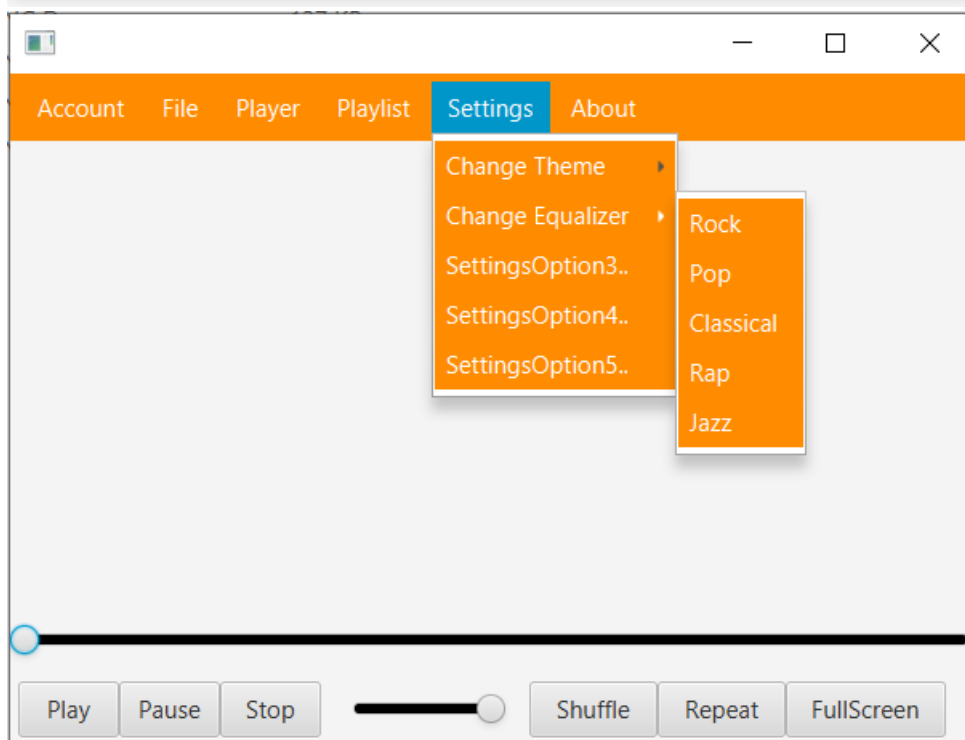 Account File Player Playlist Settings About
Change Theme
Change Equalizer
SettingsOption3..
SettingsOption4..
SettingsOption5..
Rock
Pop
Classical
Rap
Jazz
Play Pause Stop Shuffle Repeat FullScreen